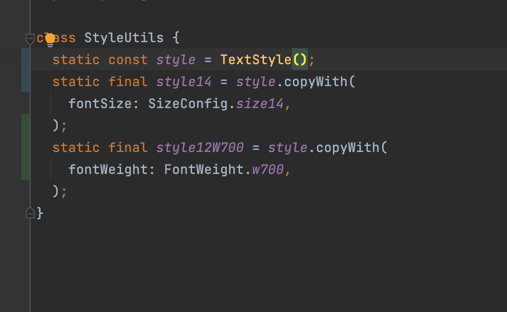 class StyleUtils {
static const style = TextStyle();
static final style14 = style.copyWith(
fontSize: SizeConfig.size14,
);
static final style12W700 = style.copyWith(
fontWeight: FontWeight.w700,
);
}